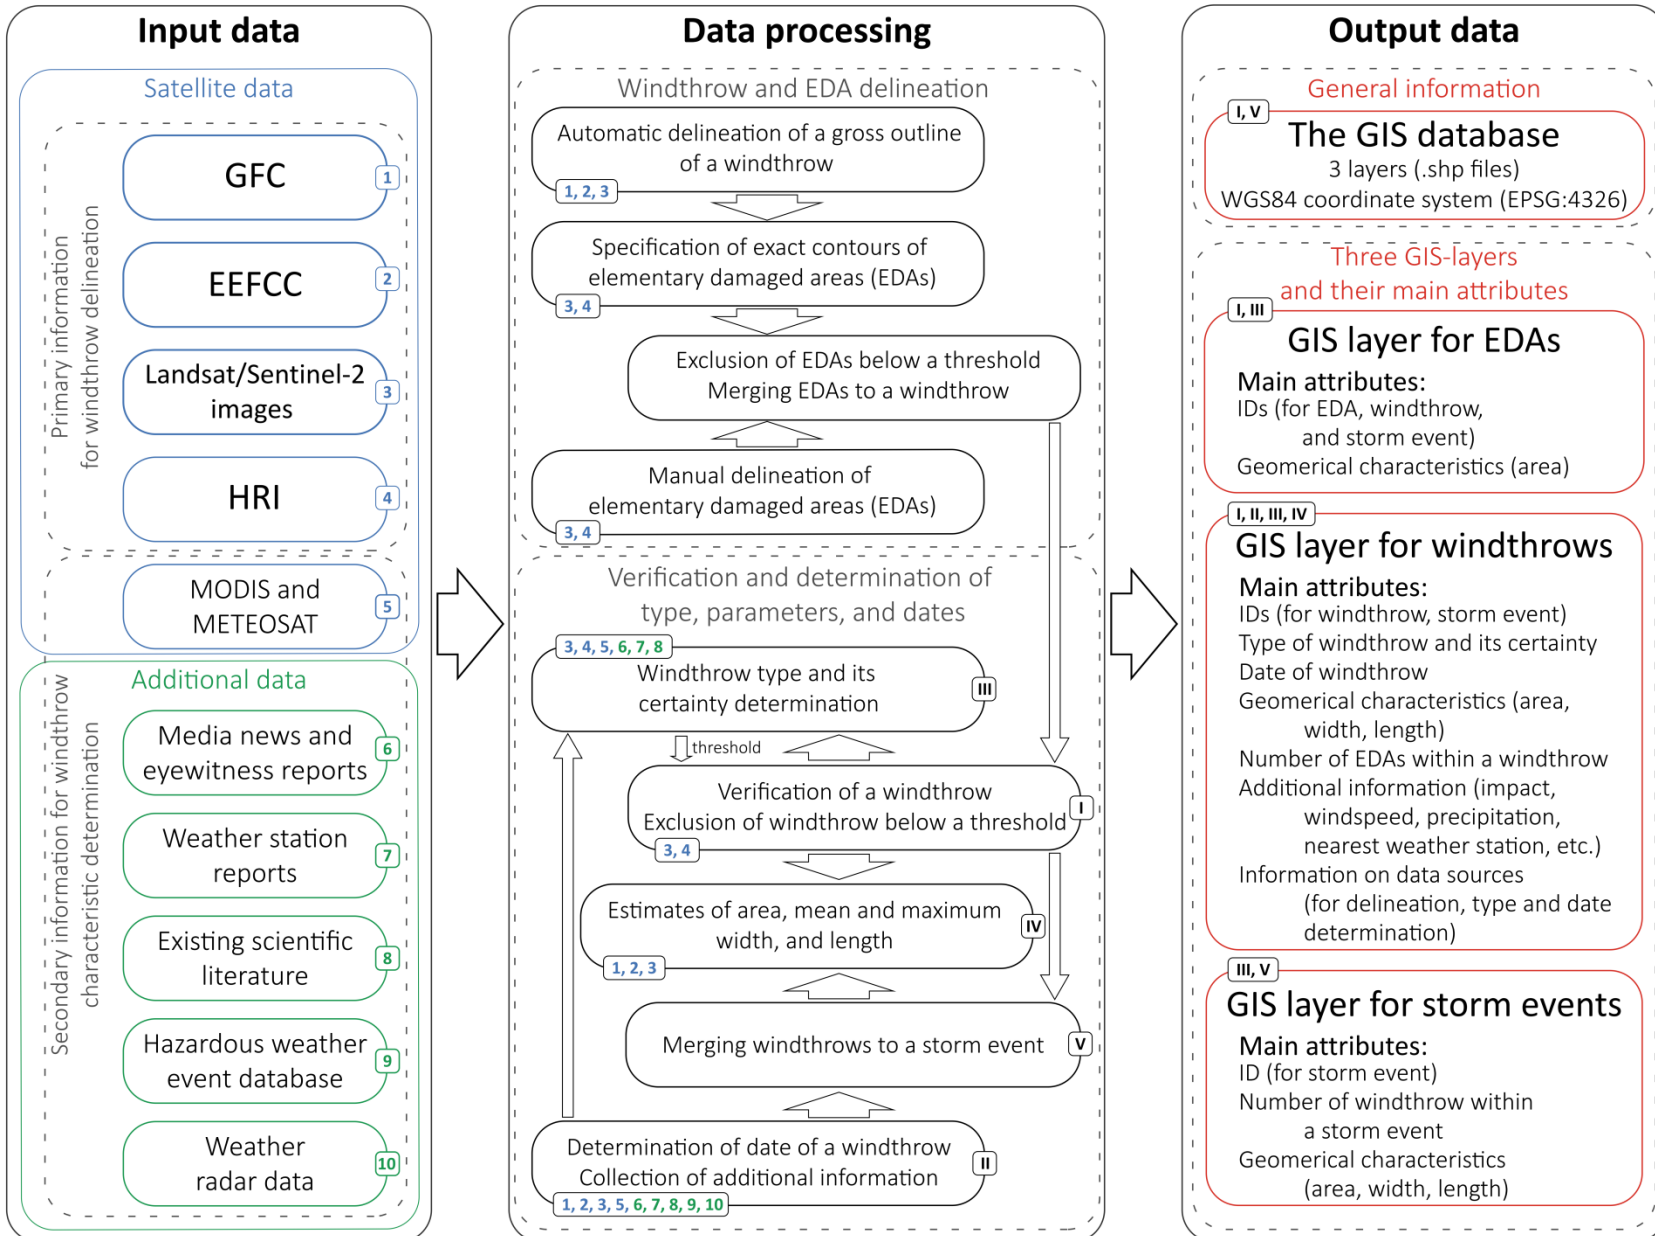 Input data
Satellite data
Primary information
for windthrow delineation
GFC
1
EEFCC
2
Landsat/Sentinel-2
images
3
HRI
4
MODIS and
METEOSAT
5
Secondary information for windthrow
characteristic determination
Additional data
Media news and
eyewitness reports
6
Weather station
reports
7
Existing scientific
literature
8
Hazardous weather
event database
9
Weather
radar data
10
Data processing
Windthrow and EDA delineation
Automatic delineation of a gross outline
of a windthrow
1, 2, 3
Specification of exact contours of
elementary damaged areas (EDAs)
3, 4
Exclusion of EDAs below a threshold
Merging EDAs to a windthrow
Manual delineation of
elementary damaged areas (EDAs)
3, 4
Verification and determination of
type, parameters, and dates
3, 4, 5, 6, 7, 8
Windthrow type and its
certainty determination
III
threshold
Verification of a windthrow
Exclusion of windthrow below a threshold
I
3, 4
Estimates of area, mean and maximum
width, and length
IV
1, 2, 3
Merging windthrows to a storm event
V
Determination of date of a windthrow
Collection of additional information
II
1, 2, 3, 5, 6, 7, 8, 9, 10
Output data
General information
I, V
The GIS database
3 layers (.shp files)
WGS84 coordinate system (EPSG:4326)
Three GIS-layers
and their main attributes
I, III
GIS layer for EDAs
Main attributes:
IDs (for EDA, windthrow,
and storm event)
Geomerical characteristics (area)
I, II, III, IV
GIS layer for windthrows
Main attributes:
IDs (for windthrow, storm event)
Type of windthrow and its certainty
Date of windthrow
Geomerical characteristics (area,
width, length)
Number of EDAs within a windthrow
Additional information (impact,
windspeed, precipitation,
nearest weather station, etc.)
Information on data sources
(for delineation, type and date
determination)
III, V
GIS layer for storm events
Main attributes:
ID (for storm event)
Number of windthrow within
a storm event
Geomerical characteristics
(area, width, length)